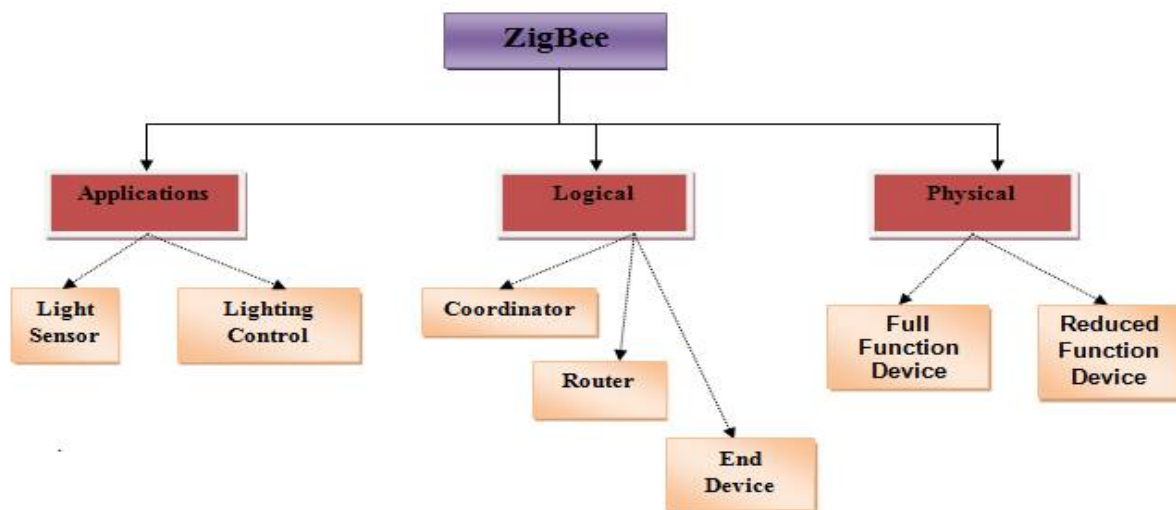 ZigBee
Applications
Logical
Physical
Light
Sensor
Lighting
Control
Coordinator
Router
End
Device
Full
Function
Device
Reduced
Function
Device